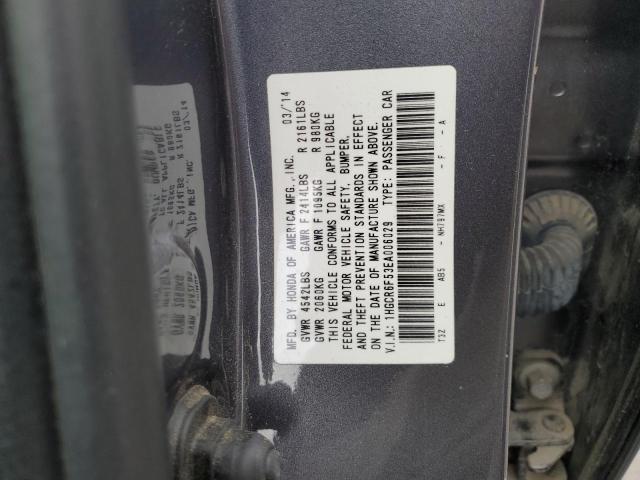 MFD. BY HONDA OF AMERICA MFG., INC. 03/'14
GVWR 4542LBS GAWR F 2414LBS R 2161LBS
GVWR 2060KG GAWR F 1095KG R 980KG
THIS VEHICLE CONFORMS TO ALL APPLICABLE
FEDERAL MOTOR VEHICLE SAFETY, BUMPER,
AND THEFT PREVENTION STANDARDS IN EFFECT
ON THE DATE OF MANUFACTURE SHOWN ABOVE.
V.I.N.: 1HGCR6F53EA006029 TYPE: PASSENGER CAR
T3Z E AB5 - NH797MX - F - A